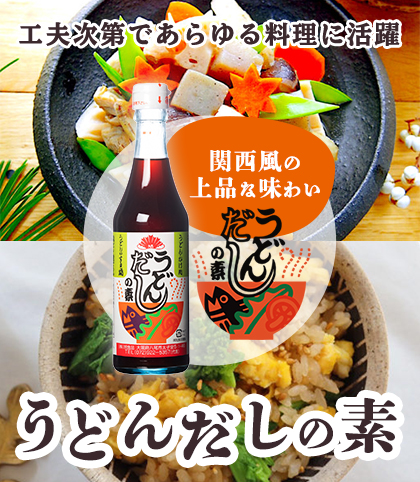 工夫次第であらゆる料理に活躍
関西風の
上品な味わい
うどん
だし
の素
うどん
だし
の素
うどんだしの素